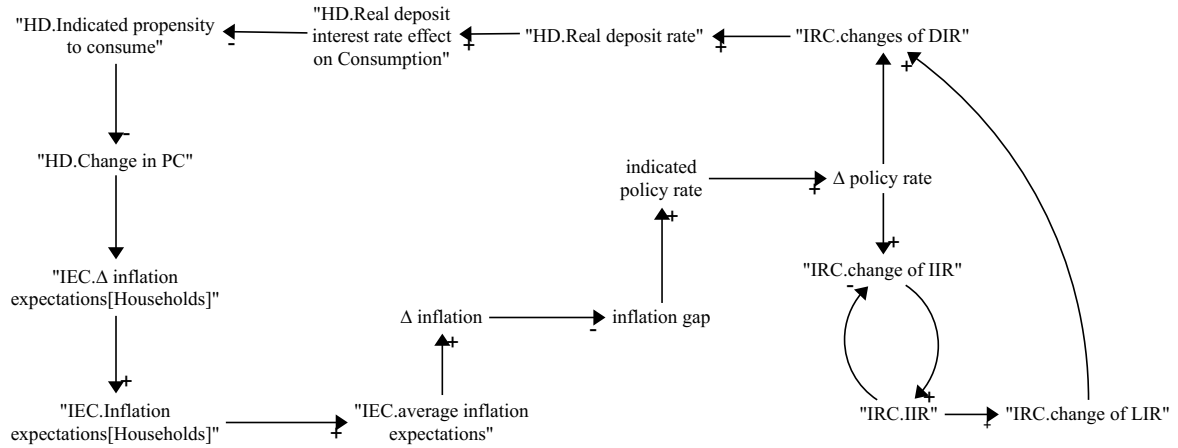 "HD.Indicated propensity
to consume"
-
"HD.Real deposit
interest rate effect
on Consumption"
+
"HD.Real deposit rate"
+
"IRC.changes of DIR"
+
-
"HD.Change in PC"
indicated
policy rate
+
Δ policy rate
+
+
"IEC.Δ inflation
expectations[Households]"
"IRC.change of IIR"
-
Δ inflation
-
inflation gap
+
+
"IEC.Inflation
expectations[Households]"
+
"IEC.average inflation
expectations"
+
"IRC.IIR"
+
"IRC.change of LIR"